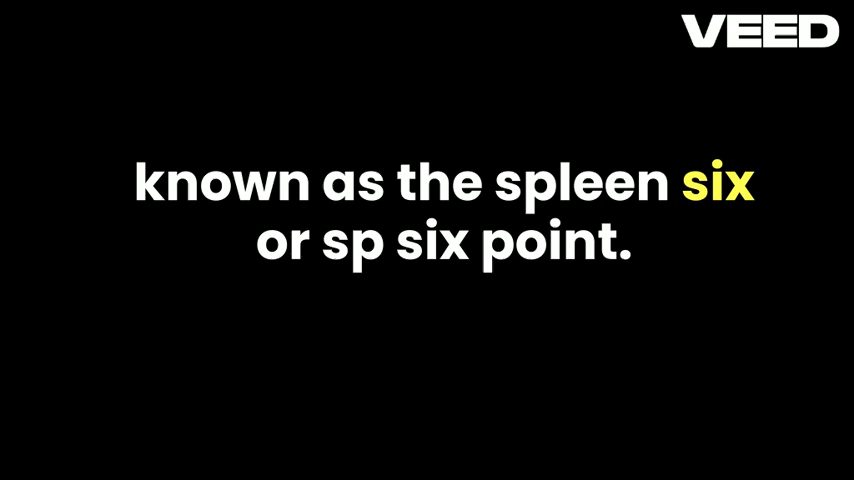 VEED
known as the spleen six
or sp six point.